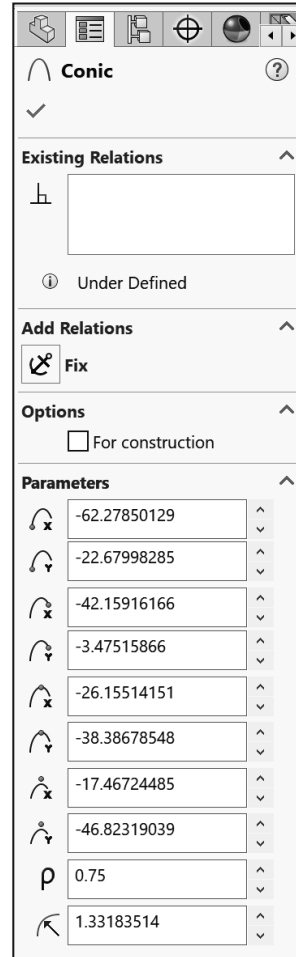 Conic
?
Existing Relations
Under Defined
Add Relations
Fix
Options
For construction
Parameters
X -62.27850129
Y -22.67998285
X -42.15916166
Y -3.47515866
X -26.15514151
Y -38.38678548
X -17.46724485
Y -46.82319039
ρ 0.75
1.33183514